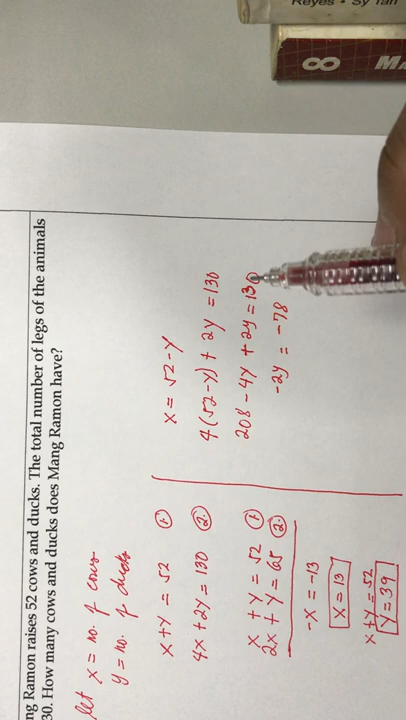 Reyes • Sy Tan
8 M
ng Ramon raises 52 cows and ducks. The total number of legs of the animals
30. How many cows and ducks does Mang Ramon have?
let x = no. of cows
y = no. of ducks
x + y = 52 ①
4x + 2y = 130 ②
x + y = 52 ①
2x + y = 65 ②
-x = -13
x = 13
x + y = 52
y = 39
x = 52 - y
4(52 - y) + 2y = 130
208 - 4y + 2y = 130
-2y = -78